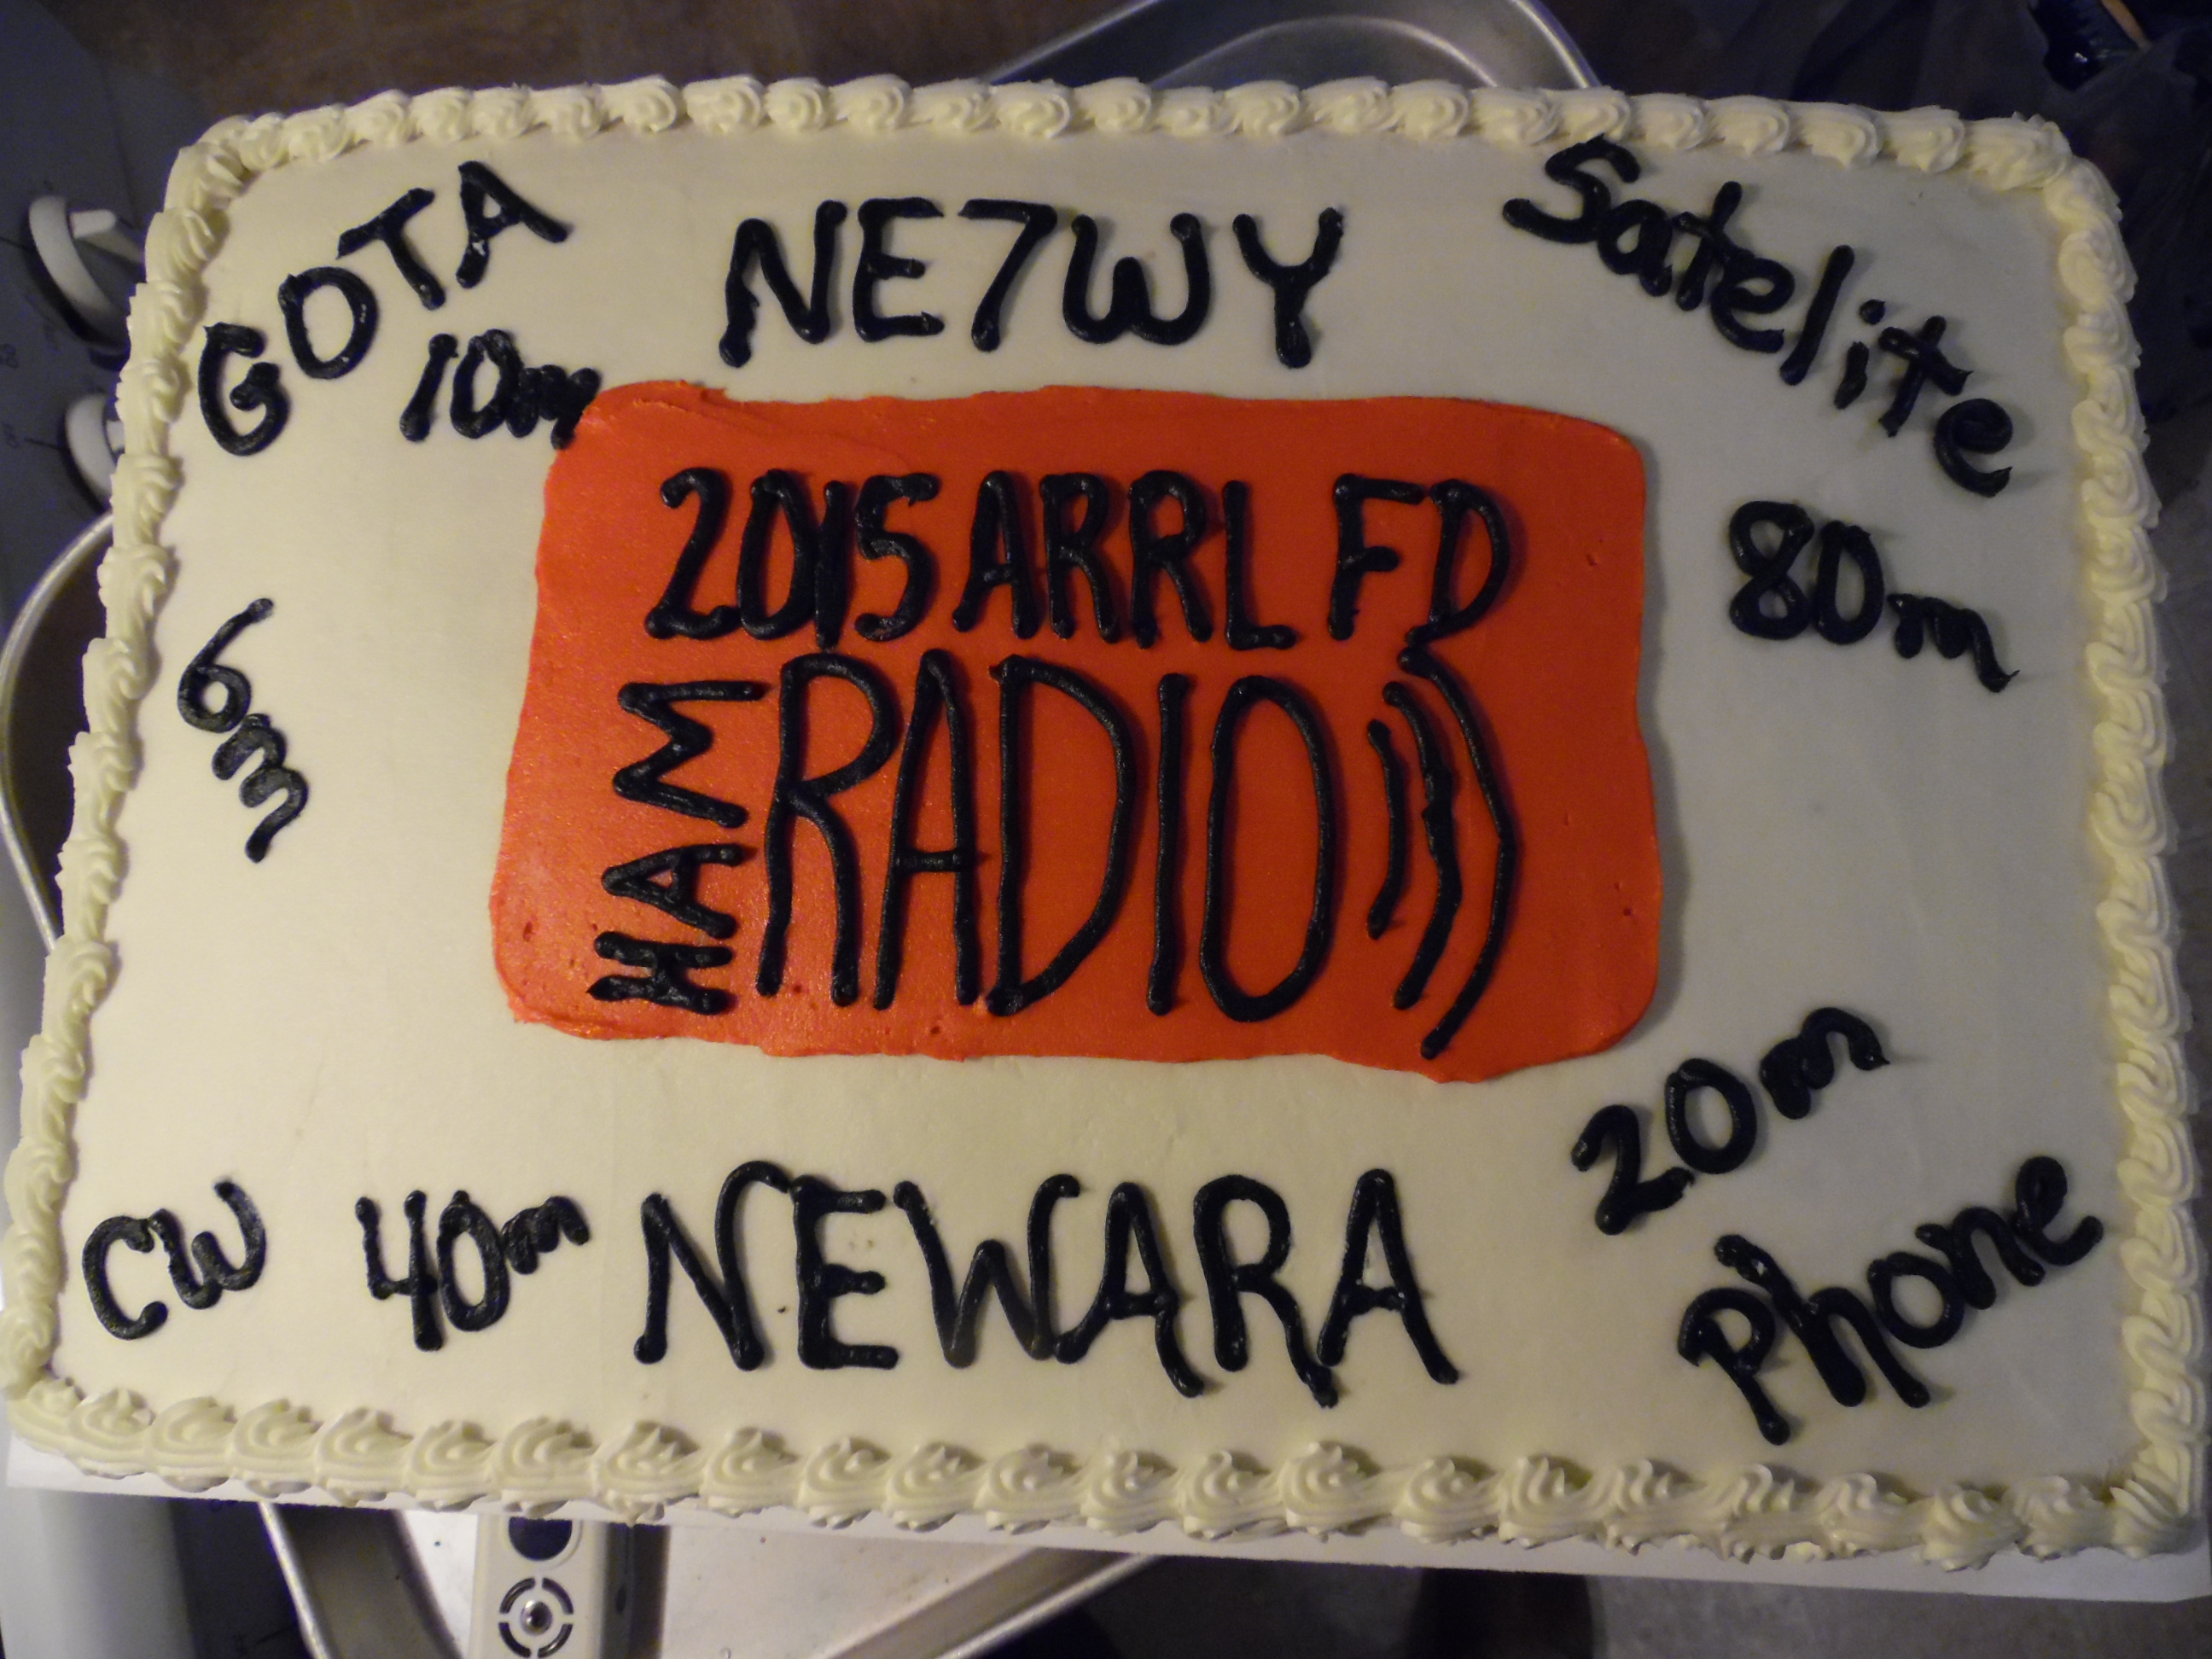 GOTA
NE7WY
Satelite
10m
2015 ARRL FD
80m
6m
HAM
RADIO
20m
CW
40m
NEWARA
Phone